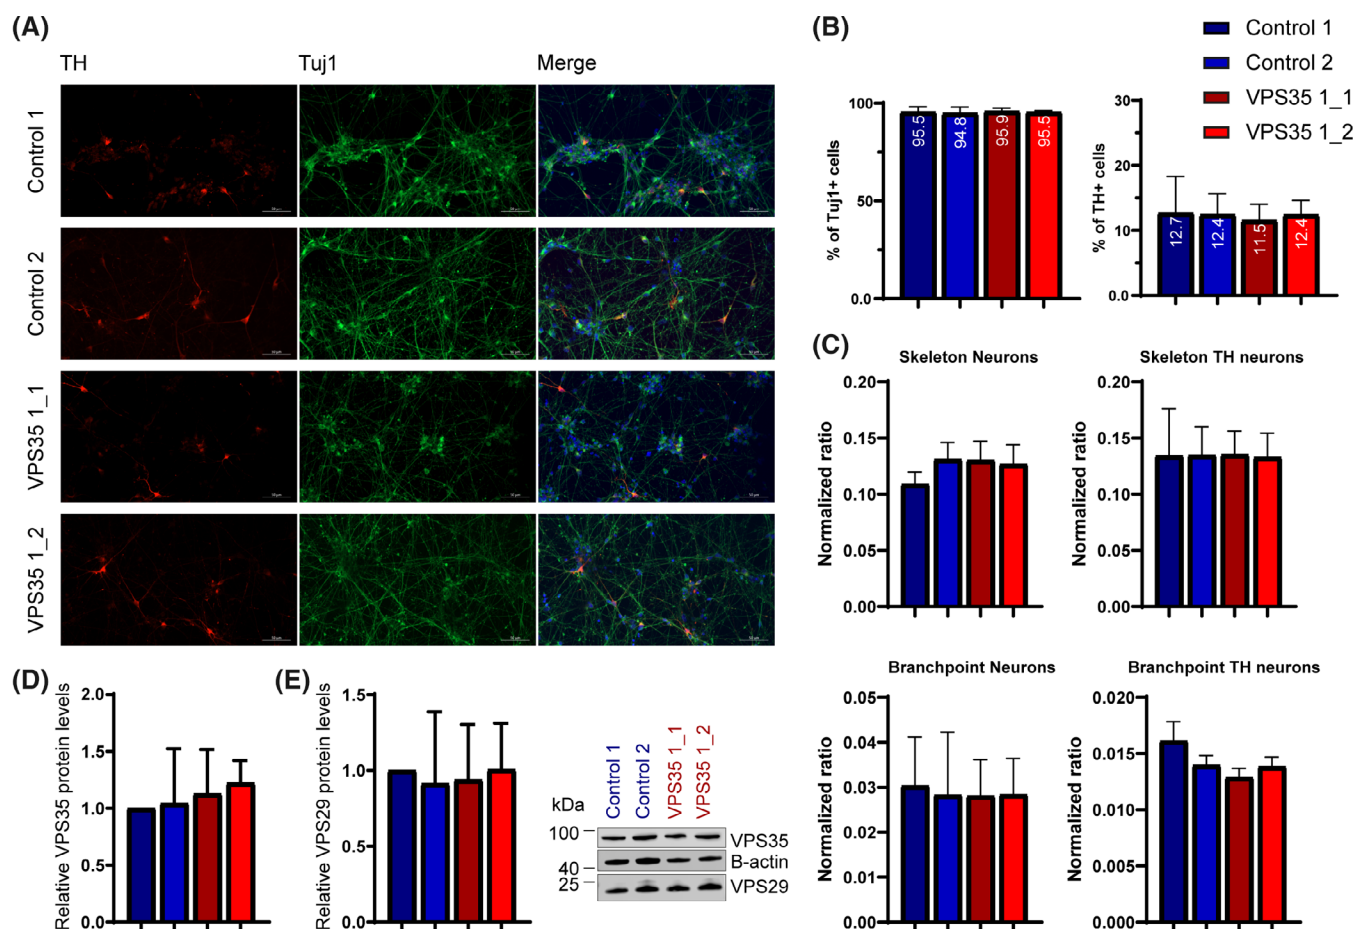 (A)
TH
Tuj1
Merge
Control 1
Control 2
VPS35 1_1
VPS35 1_2
(B)
Control 1
Control 2
VPS35 1_1
VPS35 1_2
% of Tuj1+ cells
100
50
0.0
95.5
94.8
95.9
95.5
% of TH+ cells
30
20
10
0.0
12.7
12.4
11.5
12.4
(C)
Skeleton Neurons
Normalized ratio
0.20
0.15
0.10
0.05
0.00
Skeleton TH neurons
Normalized ratio
0.20
0.15
0.10
0.05
0.00
Branchpoint Neurons
Normalized ratio
0.05
0.04
0.03
0.02
0.01
0.00
Branchpoint TH neurons
Normalized ratio
0.020
0.015
0.010
0.005
0.000
(D)
Relative VPS35 protein levels
2.0
1.5
1.0
0.5
0.0
(E)
Relative VPS29 protein levels
1.5
1.0
0.5
0.0
Control 1
Control 2
VPS35 1_1
VPS35 1_2
kDa
100
40
25
VPS35
B-actin
VPS29